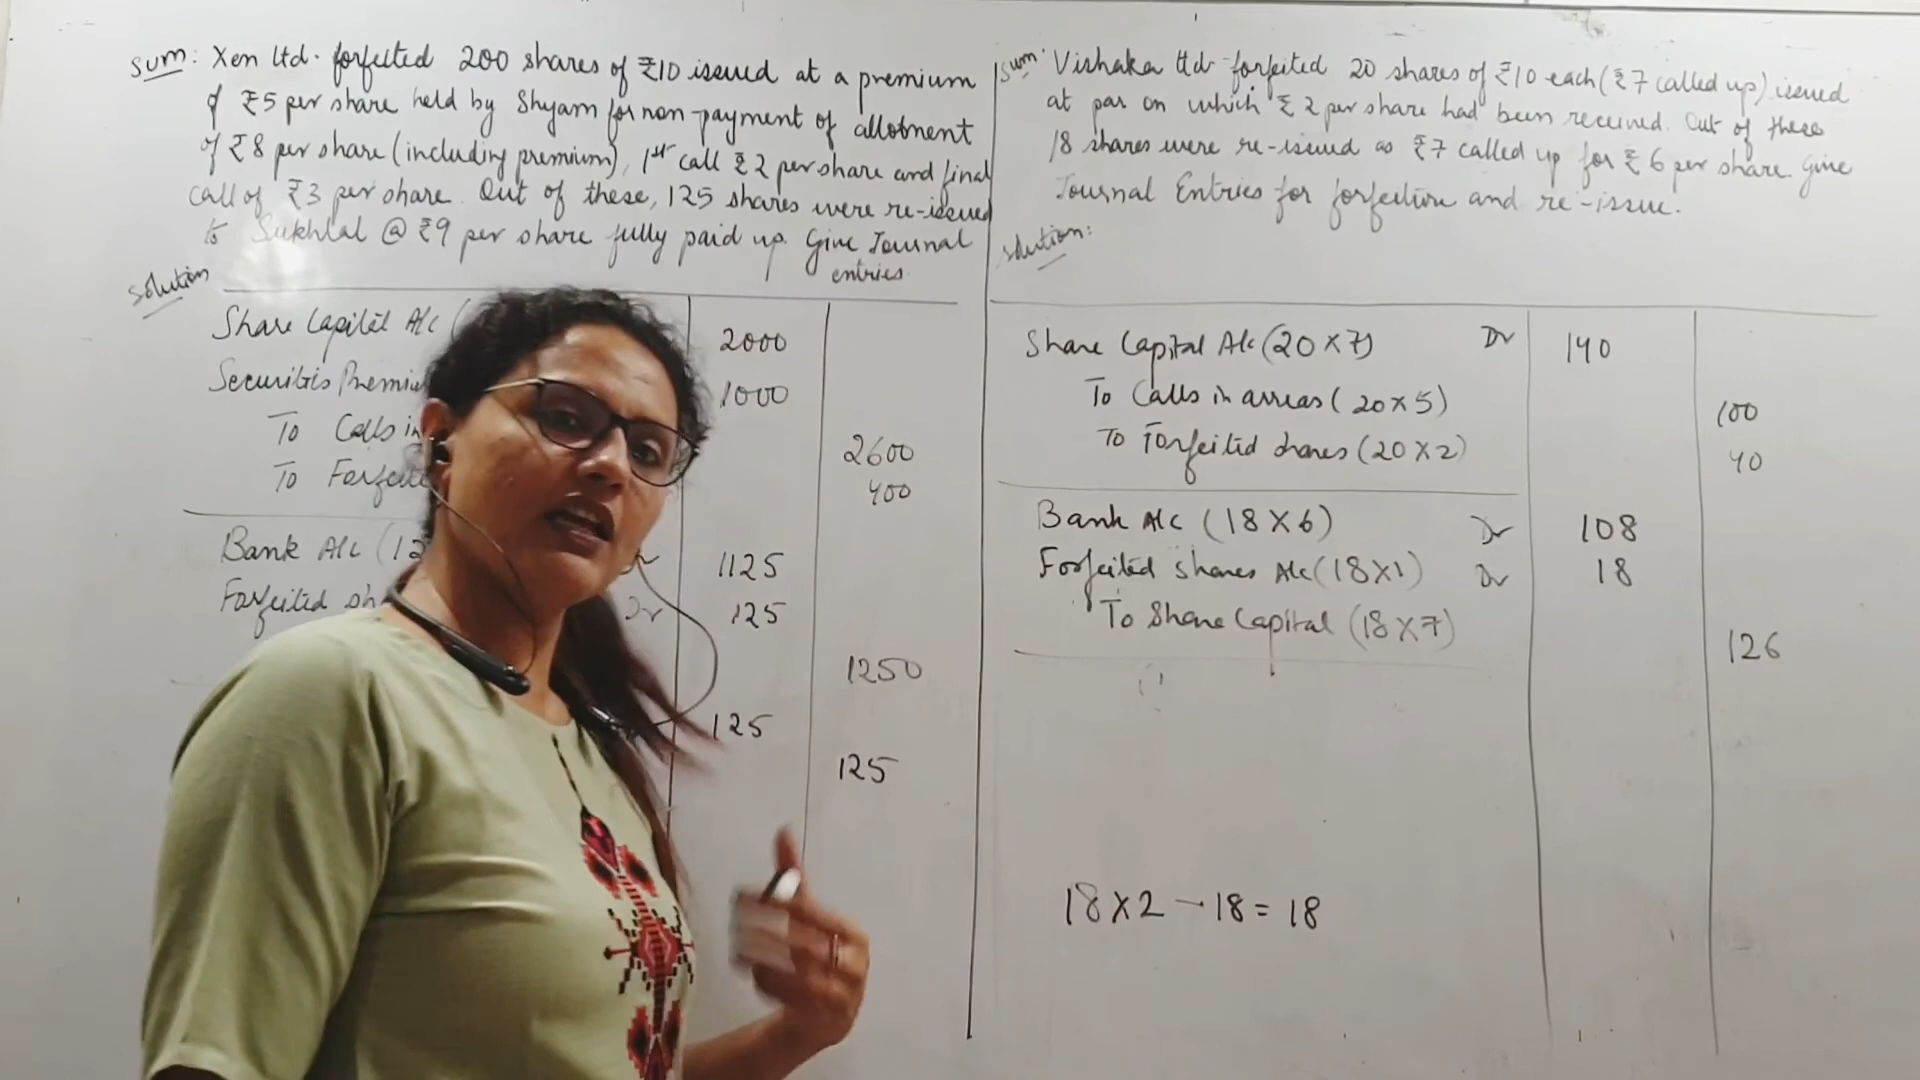 Sum: Xen Ltd. forfeited 200 shares of ₹10 issued at a premium
of ₹5 per share held by Shyam for non-payment of allotment
of ₹8 per share (including premium), 1st call ₹2 per share and final
call of ₹3 per share. Out of these, 125 shares were re-issued
to Sukhlal @ ₹9 per share fully paid up. Give Journal
entries.
Solution
Share Capital A/c (
2000
Securities Premiu
1000
To Calls in
2600
To Forfeite
400
Bank A/c (12
1125
Forfeited sh
Dr 125
1250
125
125
Sum: Vishaka Ltd forfeited 20 shares of ₹10 each (₹7 called up) issued
at par on which ₹2 per share had been received. Out of these
18 shares were re-issued as ₹7 called up for ₹6 per share. Give
Journal Entries for forfeiture and re-issue.
Solution:
Share Capital A/c (20 X 7) Dr 140
To Calls in arreas (20 X 5) 100
To Forfeited shares (20 X 2) 40
Bank A/c (18 X 6) Dr 108
Forfeited shares A/c (18X1) Dr 18
To Share Capital (18 X 7) 126
18 X 2 - 18 = 18